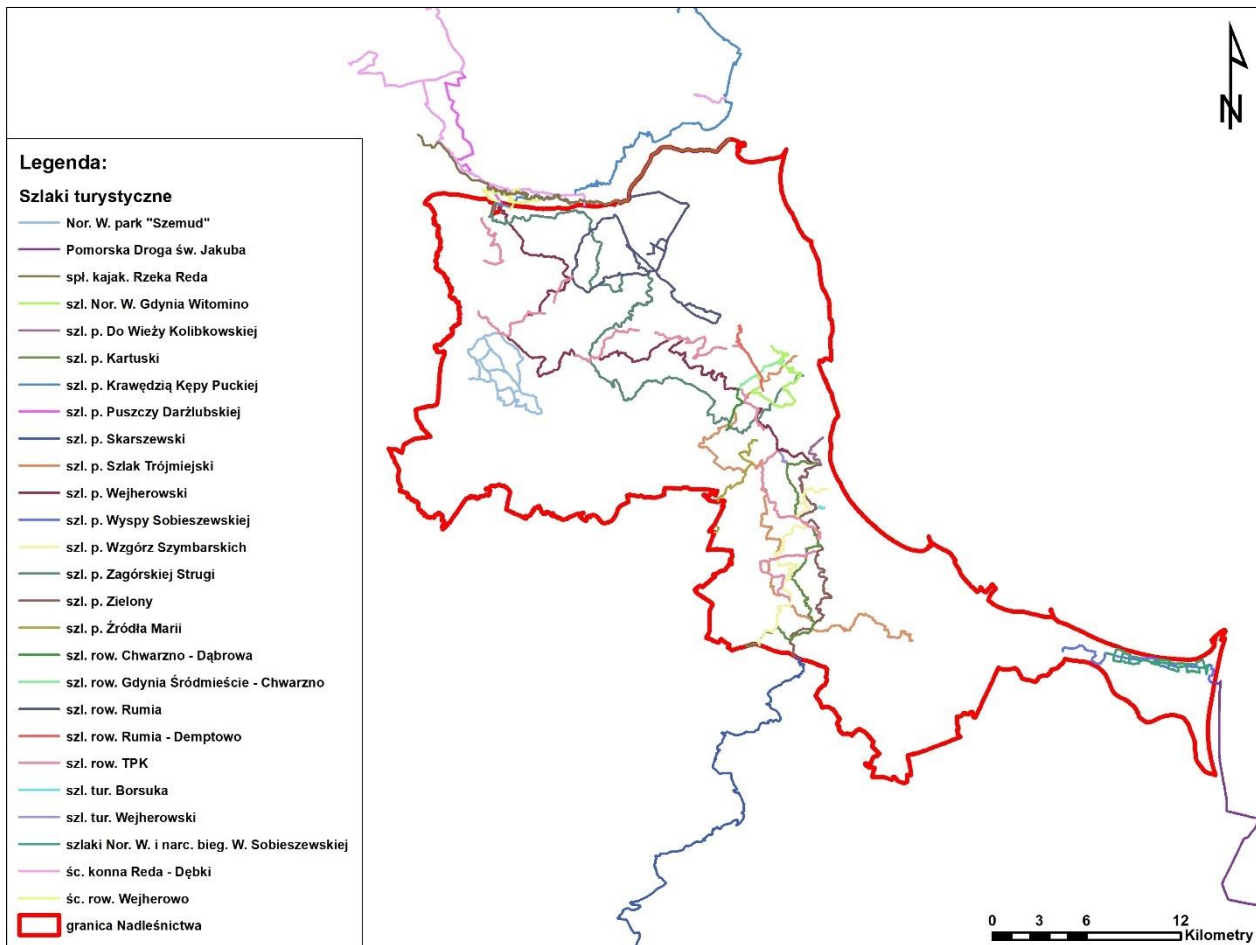 N
Legenda:
Szlaki turystyczne
Nor. W. park "Szemud"
Pomorska Droga św. Jakuba
spł. kajak. Rzeka Reda
szl. Nor. W. Gdynia Witomino
szl. p. Do Wieży Kolibkowskiej
szl. p. Kartuski
szl. p. Krawędzią Kępy Puckiej
szl. p. Puszczy Darżlubskiej
szl. p. Skarszewski
szl. p. Szlak Trójmiejski
szl. p. Wejherowski
szl. p. Wyspy Sobieszewskiej
szl. p. Wzgórz Szymbarskich
szl. p. Zagórskiej Strugi
szl. p. Zielony
szl. p. Źródła Marii
szl. row. Chwarzno - Dąbrowa
szl. row. Gdynia Śródmieście - Chwarzno
szl. row. Rumia
szl. row. Rumia - Demptowo
szl. row. TPK
szl. tur. Borsuka
szl. tur. Wejherowski
szlaki Nor. W. i narc. bieg. W. Sobieszewskiej
śc. konna Reda - Dębki
śc. row. Wejherowo
granica Nadleśnictwa
0 3 6 12
Kilometry